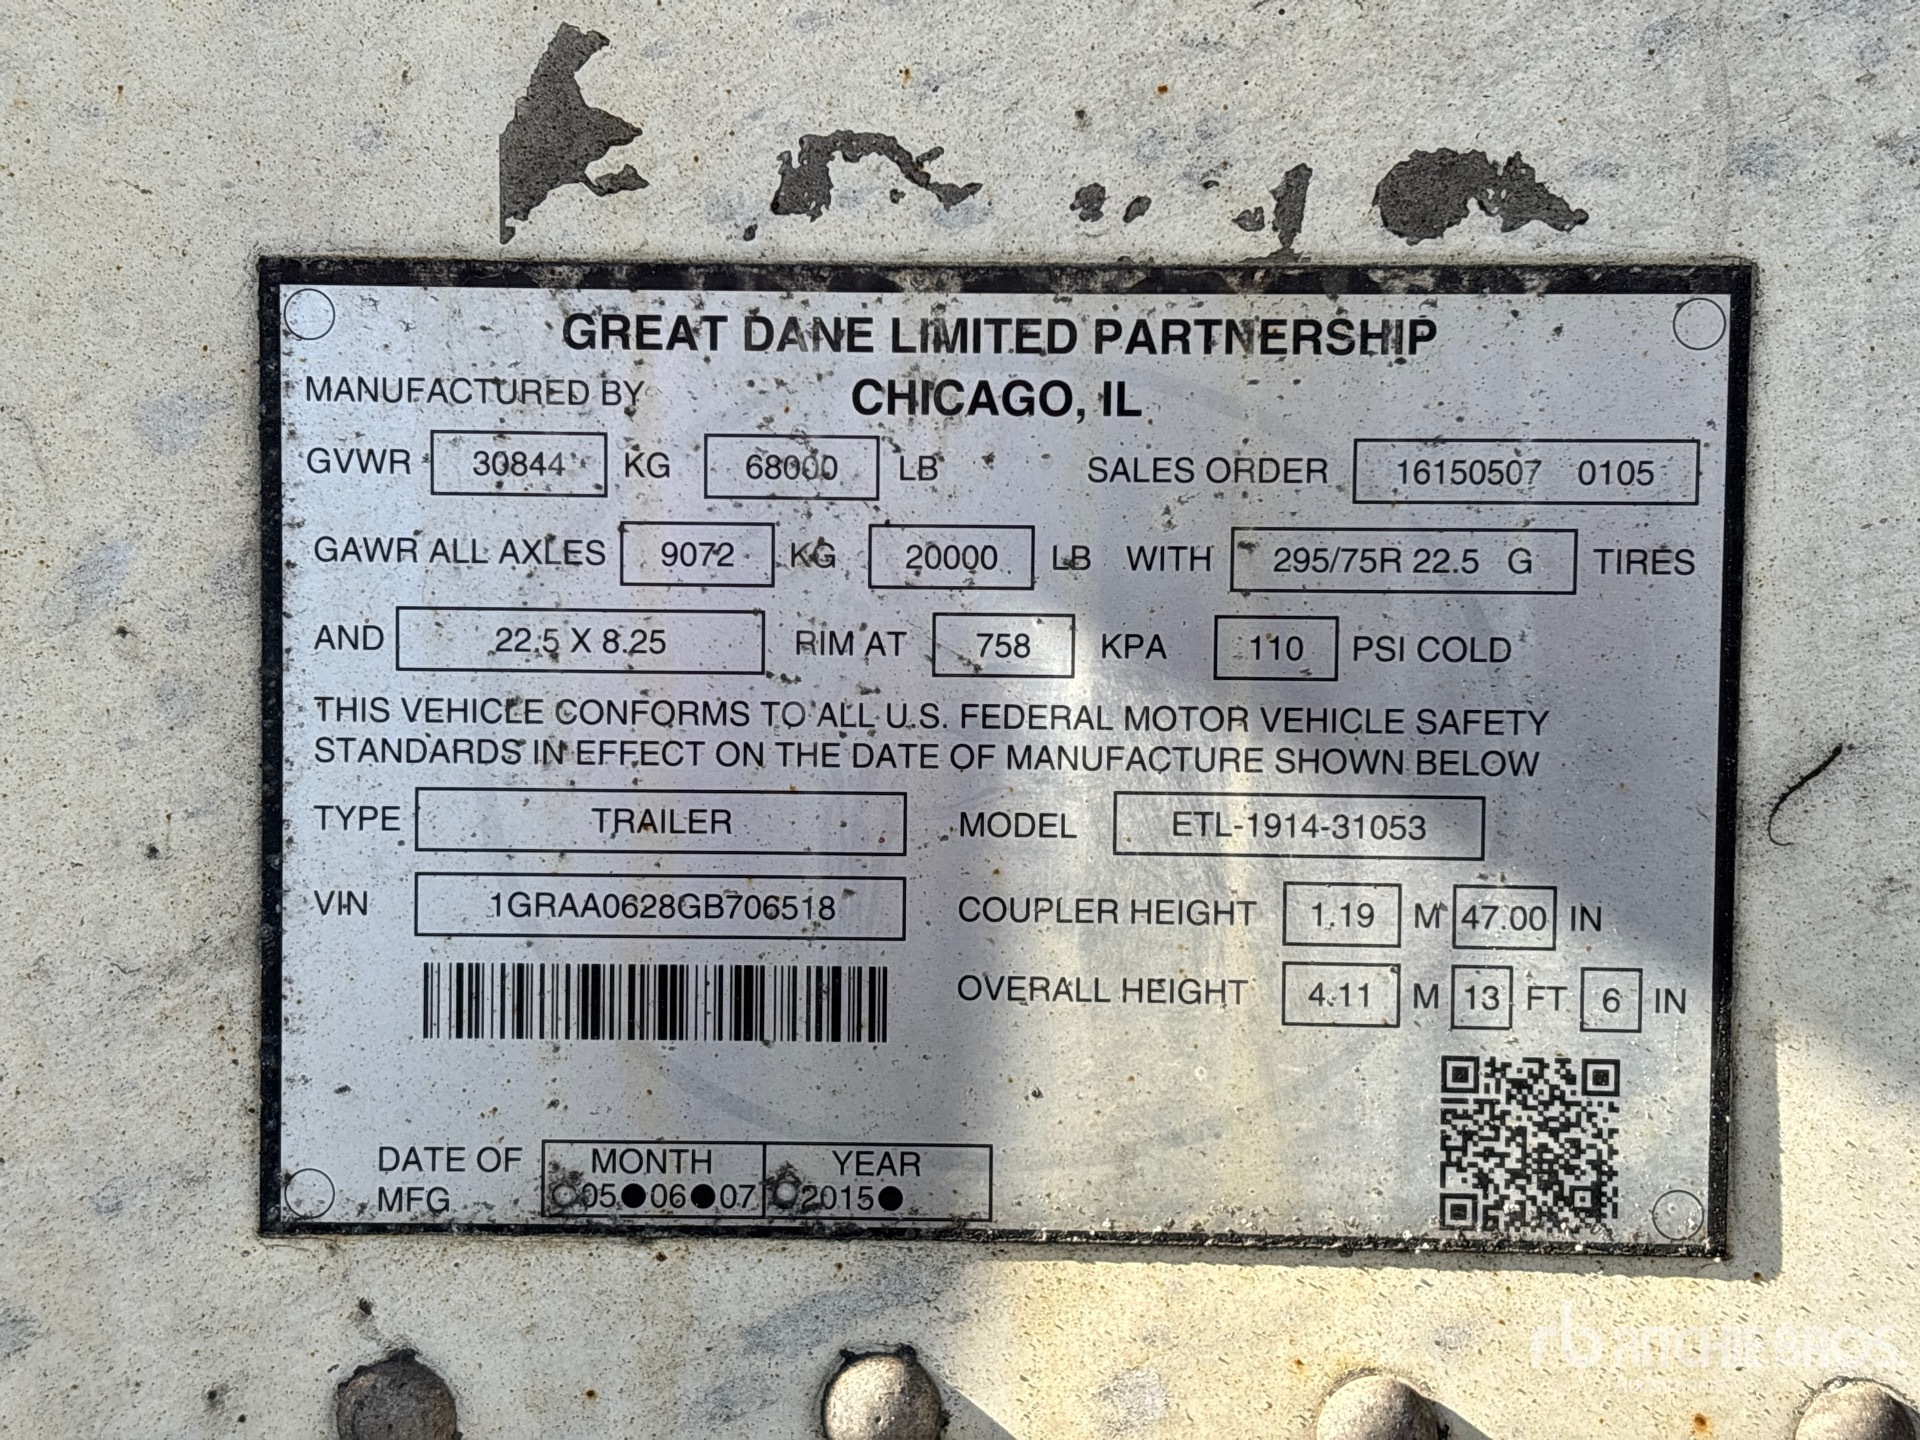 GREAT DANE LIMITED PARTNERSHIP
MANUFACTURED BY CHICAGO, IL
GVWR 30844 KG 68000 LB SALES ORDER 16150507 0105
GAWR ALL AXLES 9072 KG 20000 LB WITH 295/75R 22.5 G TIRES
AND 22.5 X 8.25 RIM AT 758 KPA 110 PSI COLD
THIS VEHICLE CONFORMS TO ALL U.S. FEDERAL MOTOR VEHICLE SAFETY
STANDARDS IN EFFECT ON THE DATE OF MANUFACTURE SHOWN BELOW
TYPE TRAILER MODEL ETL-1914-31053
VIN 1GRAA0628GB706518 COUPLER HEIGHT 1.19 M 47.00 IN
OVERALL HEIGHT 4.11 M 13 FT 6 IN
DATE OF MONTH YEAR
MFG 05 06 07 2015
rb RITCHIE BROS.